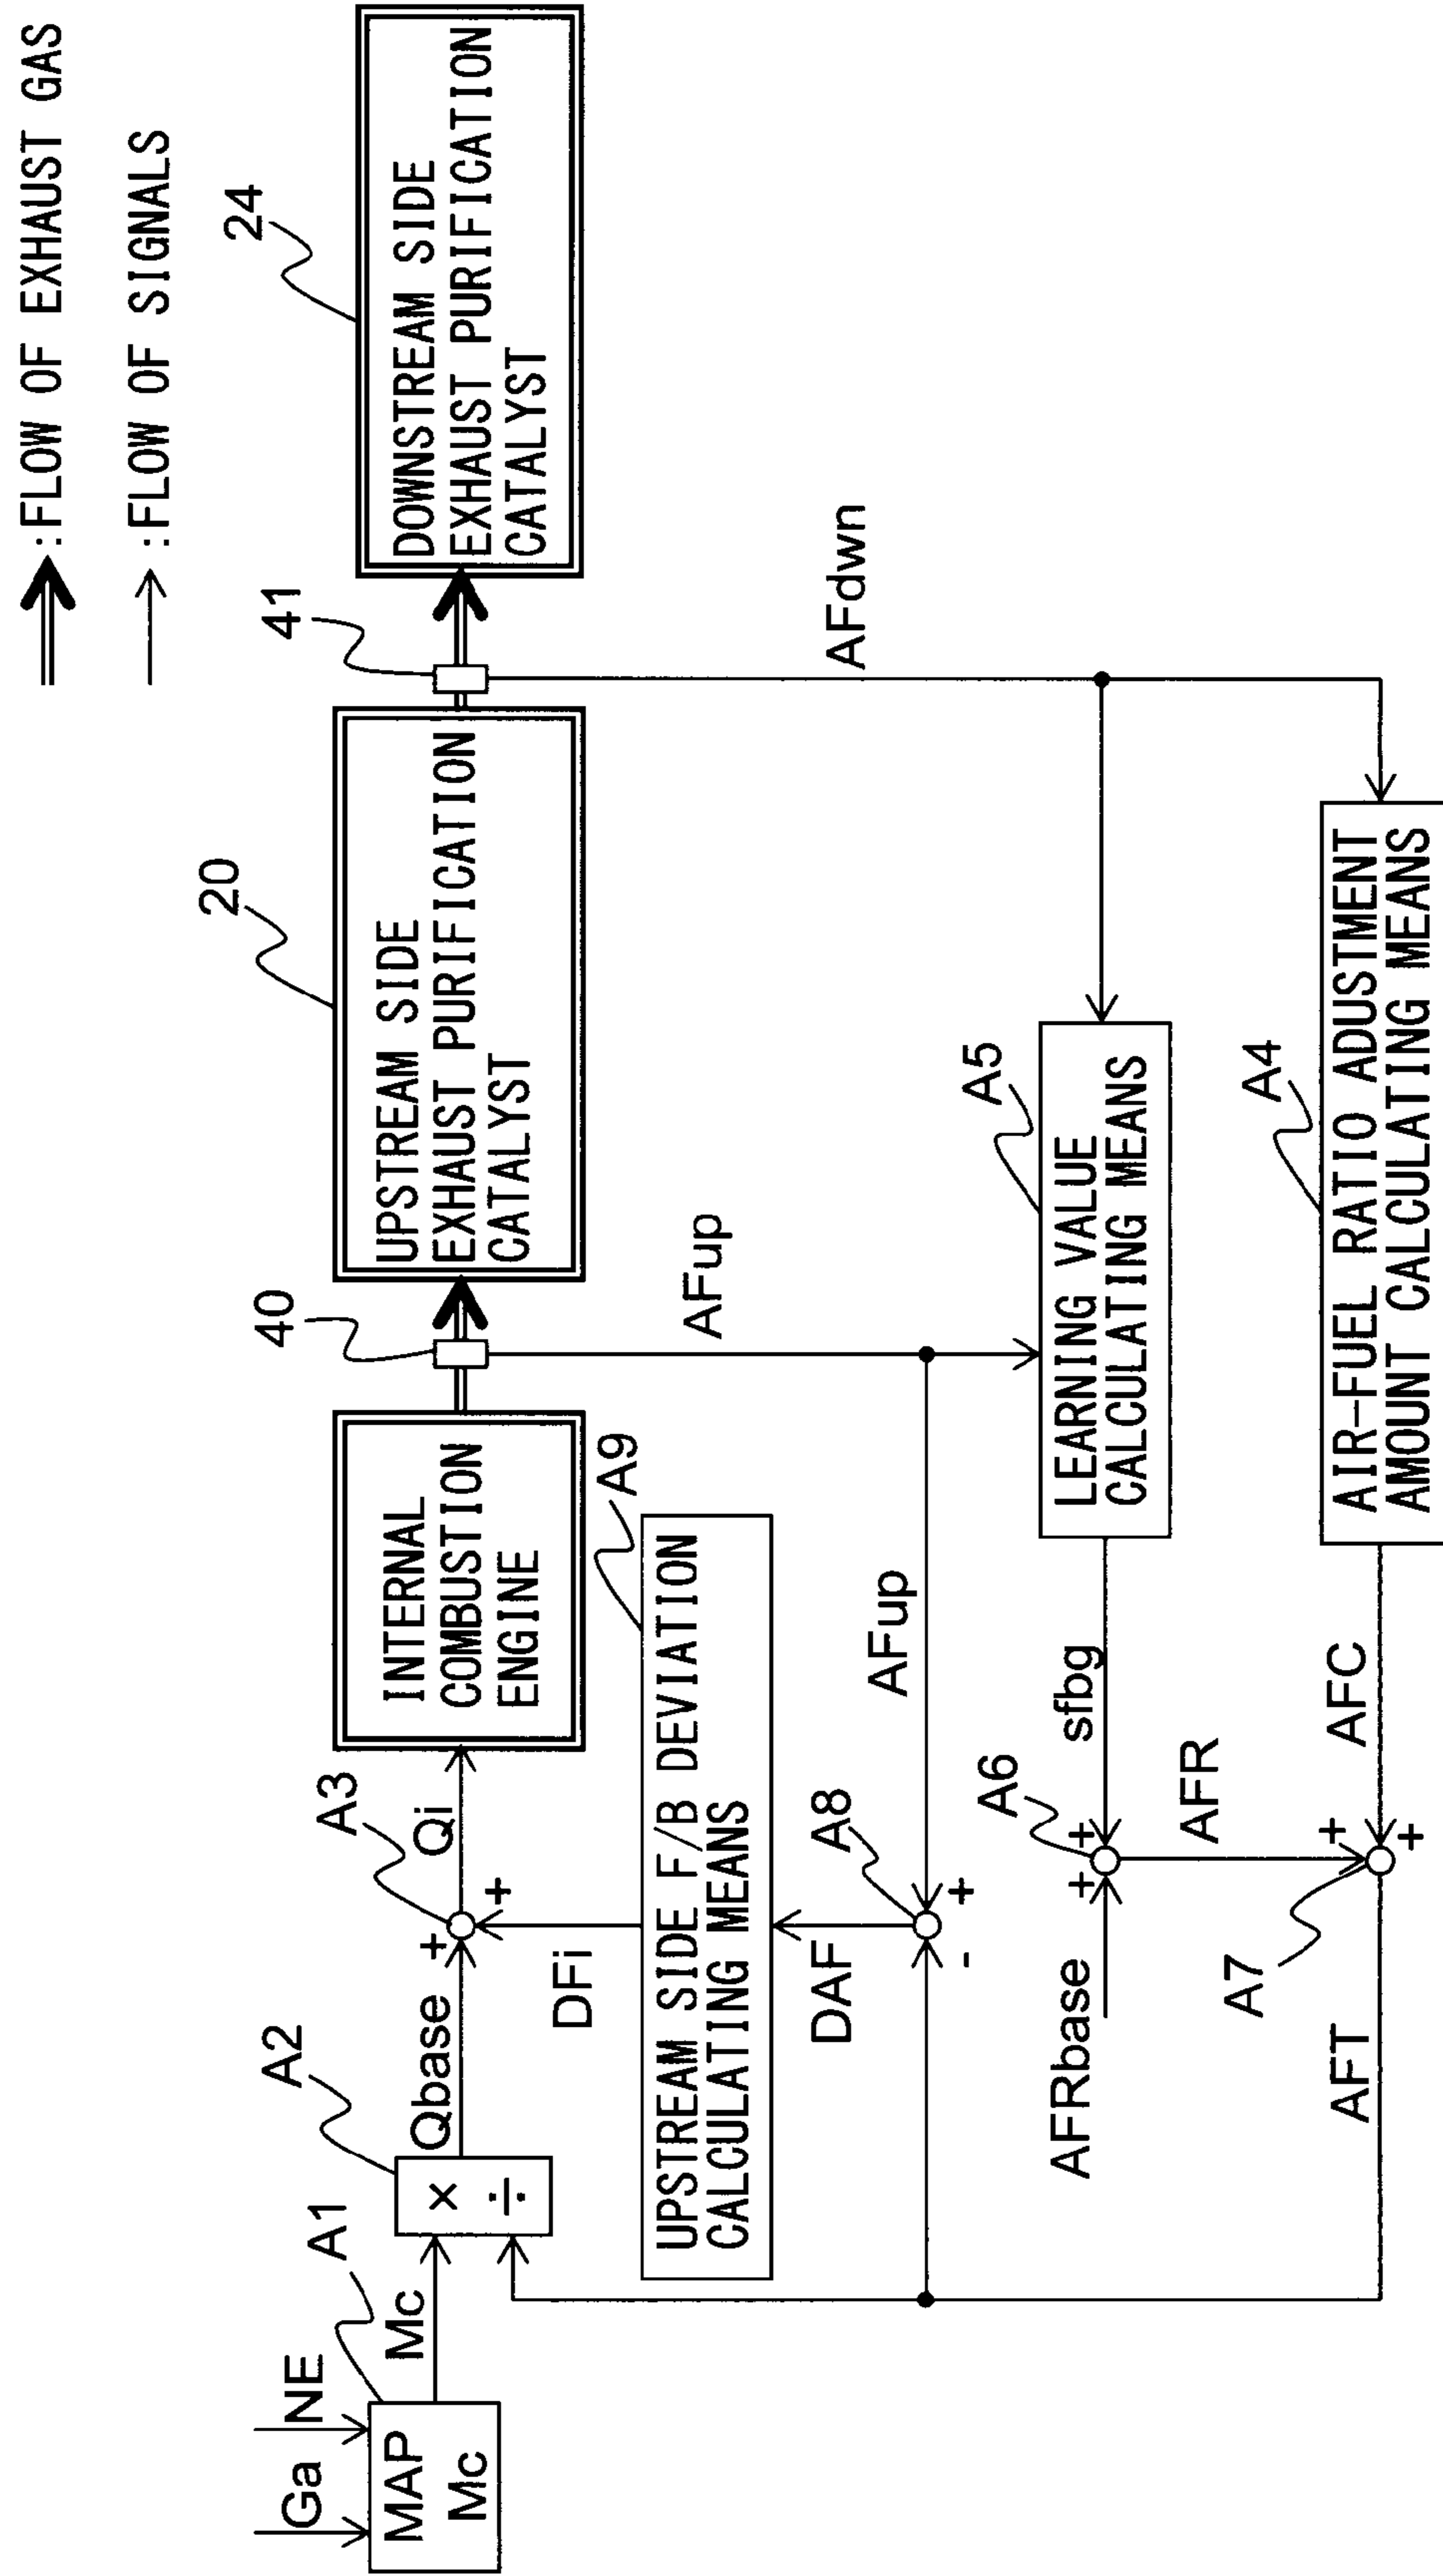 :FLOW OF EXHAUST GAS
:FLOW OF SIGNALS
Ga
NE
A1
MAP
Mc
Mc
A2
×
÷
Qbase
+
A3
+
Qi
INTERNAL
COMBUSTION
ENGINE
40
20
UPSTREAM SIDE
EXHAUST PURIFICATION
CATALYST
41
24
DOWNSTREAM SIDE
EXHAUST PURIFICATION
CATALYST
DFi
A9
UPSTREAM SIDE F/B DEVIATION
CALCULATING MEANS
AFup
AFdwn
DAF
A8
-
+
AFup
AFRbase
A6
+
+
sfbg
A5
LEARNING VALUE
CALCULATING MEANS
AFR
AFT
A7
+
+
AFC
A4
AIR-FUEL RATIO ADUSTMENT
AMOUNT CALCULATING MEANS